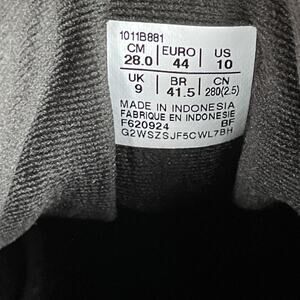 1011B881
CM EURO US
28.0 44 10
UK BR CN
9 41.5 280(2.5)
MADE IN INDONESIA
FABRIQUE EN INDONESIE
F620924 BF
G2WSZSJF5CWL7BH